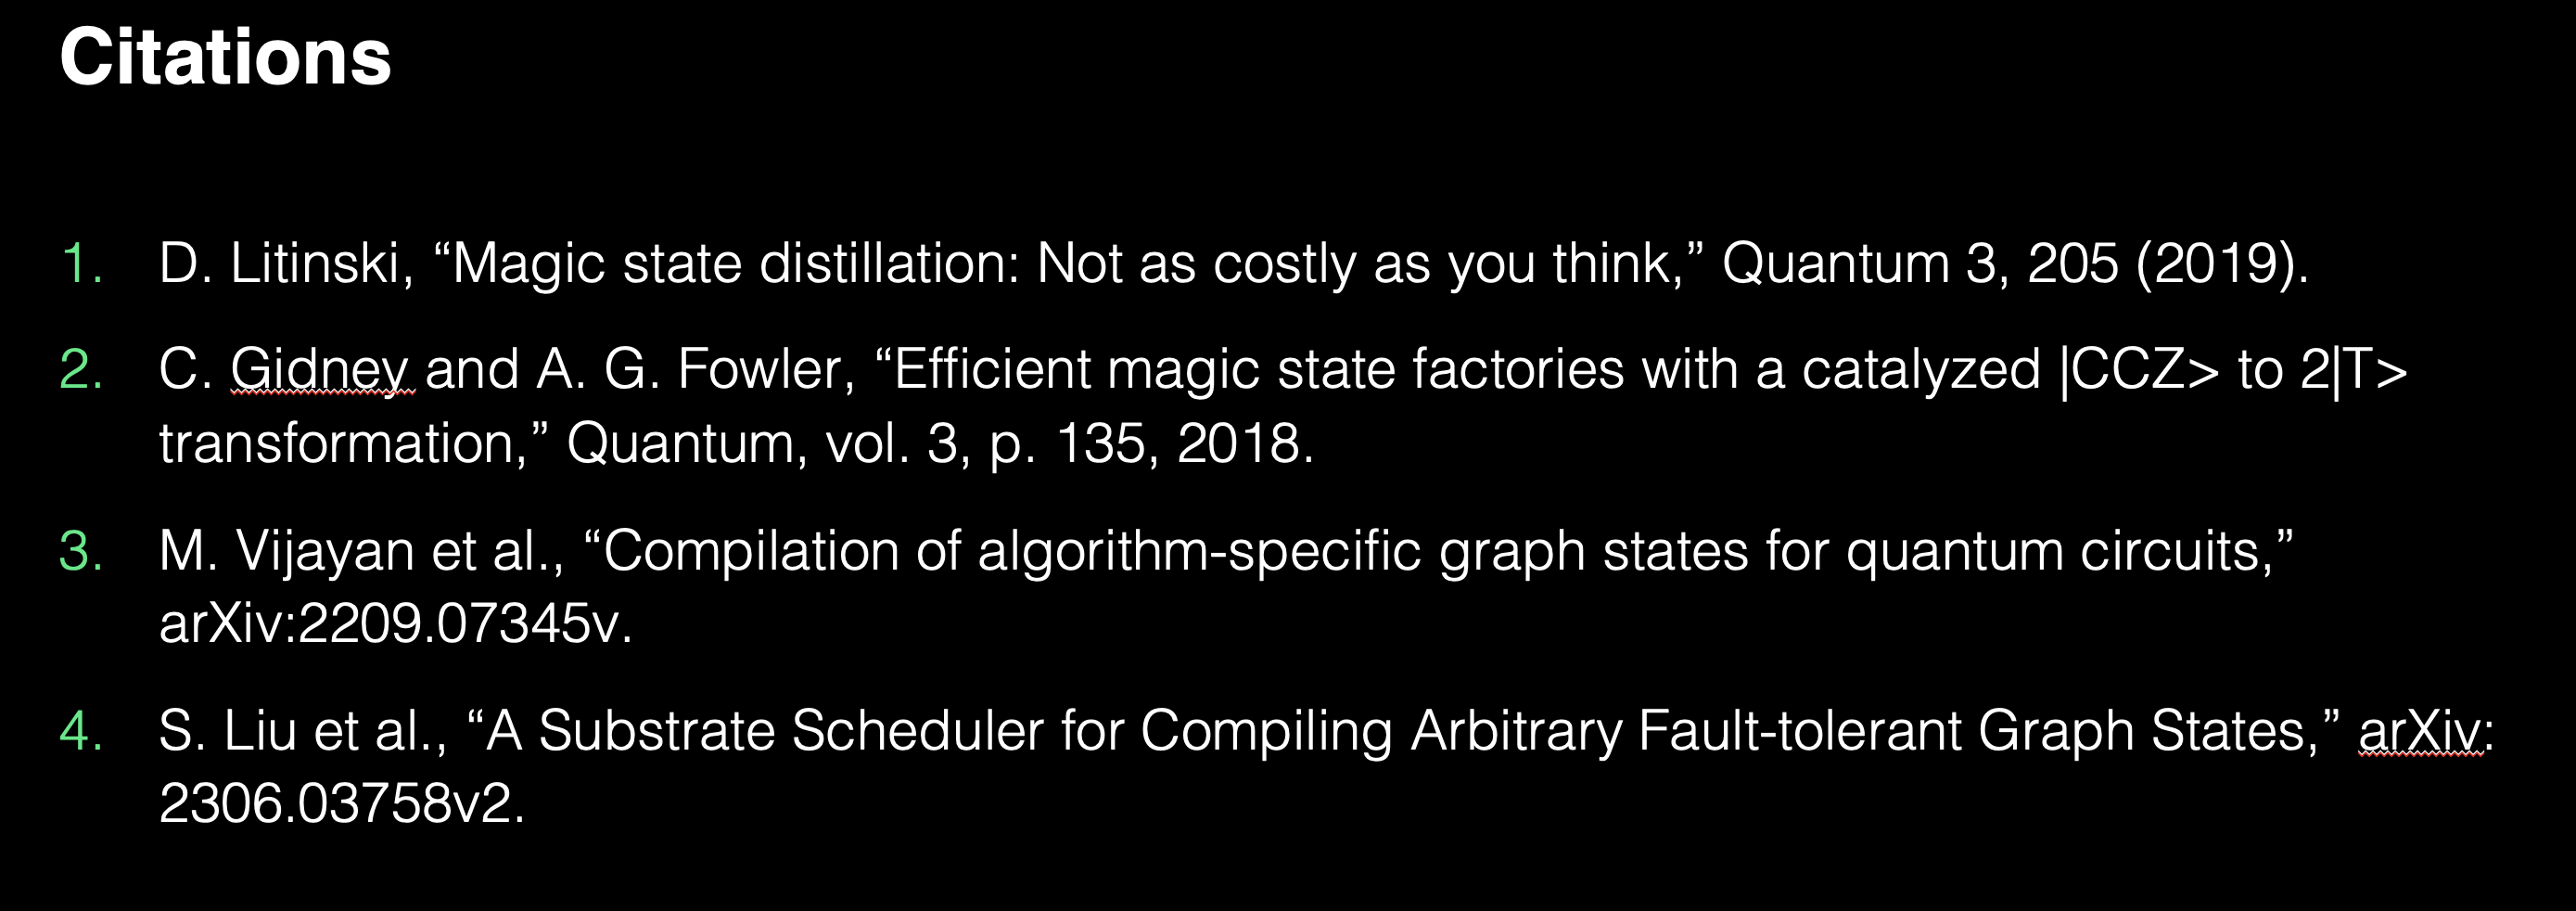 Citations
1. D. Litinski, “Magic state distillation: Not as costly as you think,” Quantum 3, 205 (2019).
2. C. Gidney and A. G. Fowler, “Efficient magic state factories with a catalyzed |CCZ> to 2|T>
transformation,” Quantum, vol. 3, p. 135, 2018.
3. M. Vijayan et al., “Compilation of algorithm-specific graph states for quantum circuits,”
arXiv:2209.07345v.
4. S. Liu et al., “A Substrate Scheduler for Compiling Arbitrary Fault-tolerant Graph States,” arXiv:
2306.03758v2.